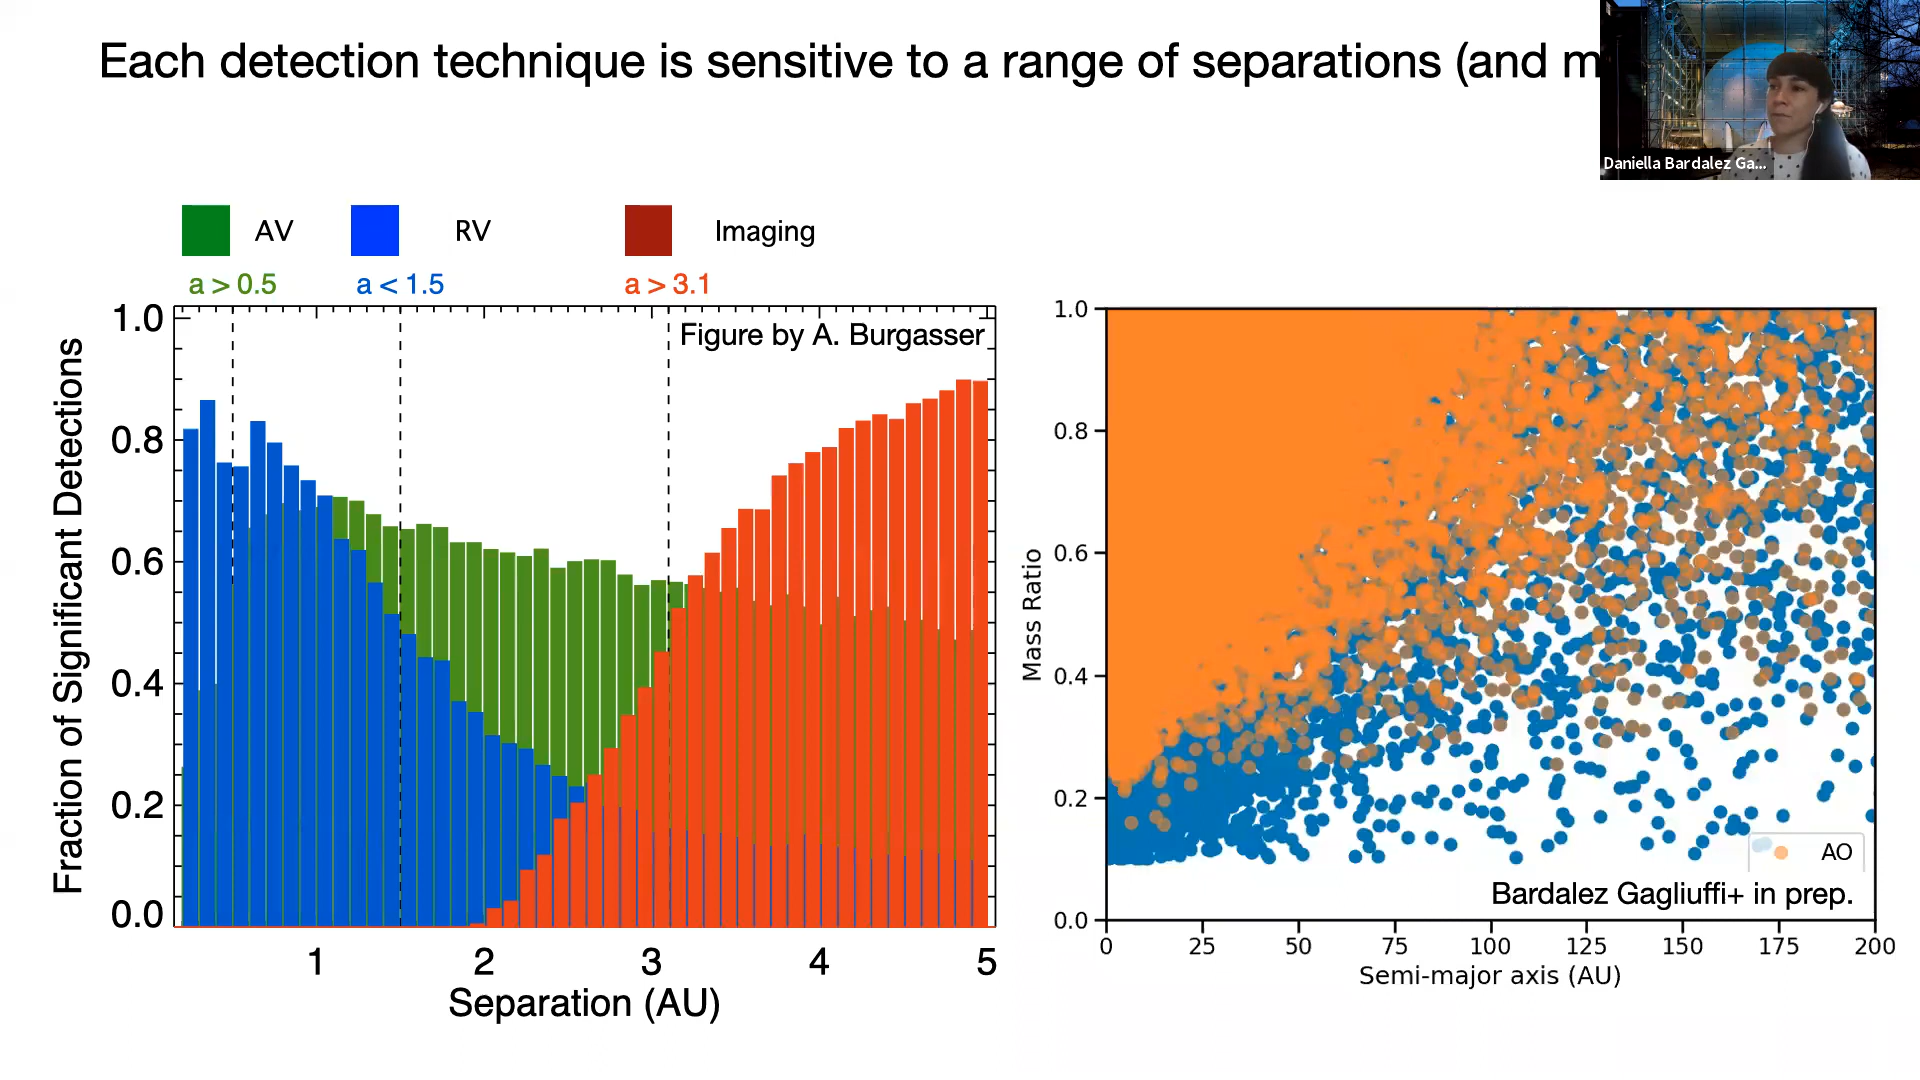 Each detection technique is sensitive to a range of separations (and m
Daniella Bardalez Ga...
AV RV Imaging
a > 0.5 a < 1.5 a > 3.1
Figure by A. Burgasser
Fraction of Significant Detections
1.0
0.8
0.6
0.4
0.2
0.0
1 2 3 4 5
Separation (AU)
Mass Ratio
1.0
0.8
0.6
0.4
0.2
0.0
AO
Bardalez Gagliuffi+ in prep.
0 25 50 75 100 125 150 175 200
Semi-major axis (AU)